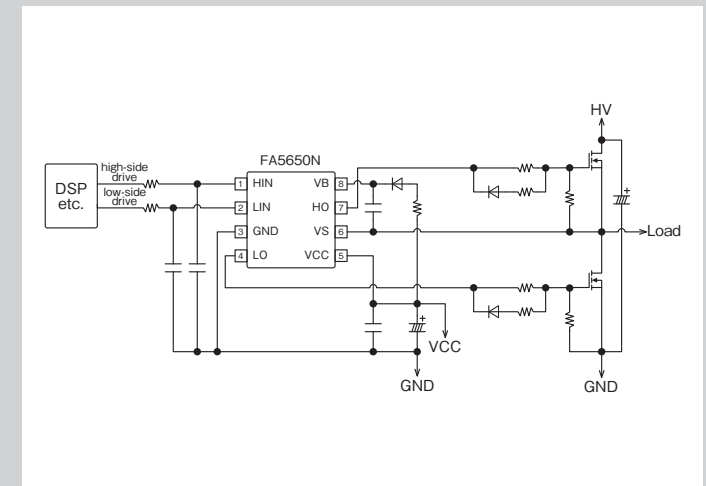 HV
FA5650N
high-side
drive
DSP
etc.
low-side
drive
1 HIN VB 8
2 LIN HO 7
3 GND VS 6
4 LO VCC 5
Load
+
+
VCC
GND
GND